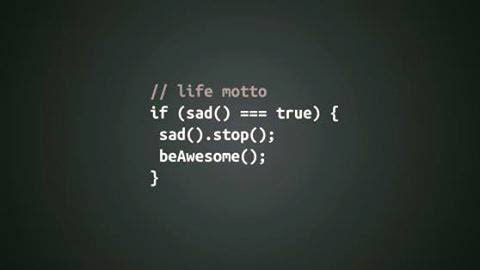 // life motto
if (sad() === true) {
 sad().stop();
 beAwesome();
}